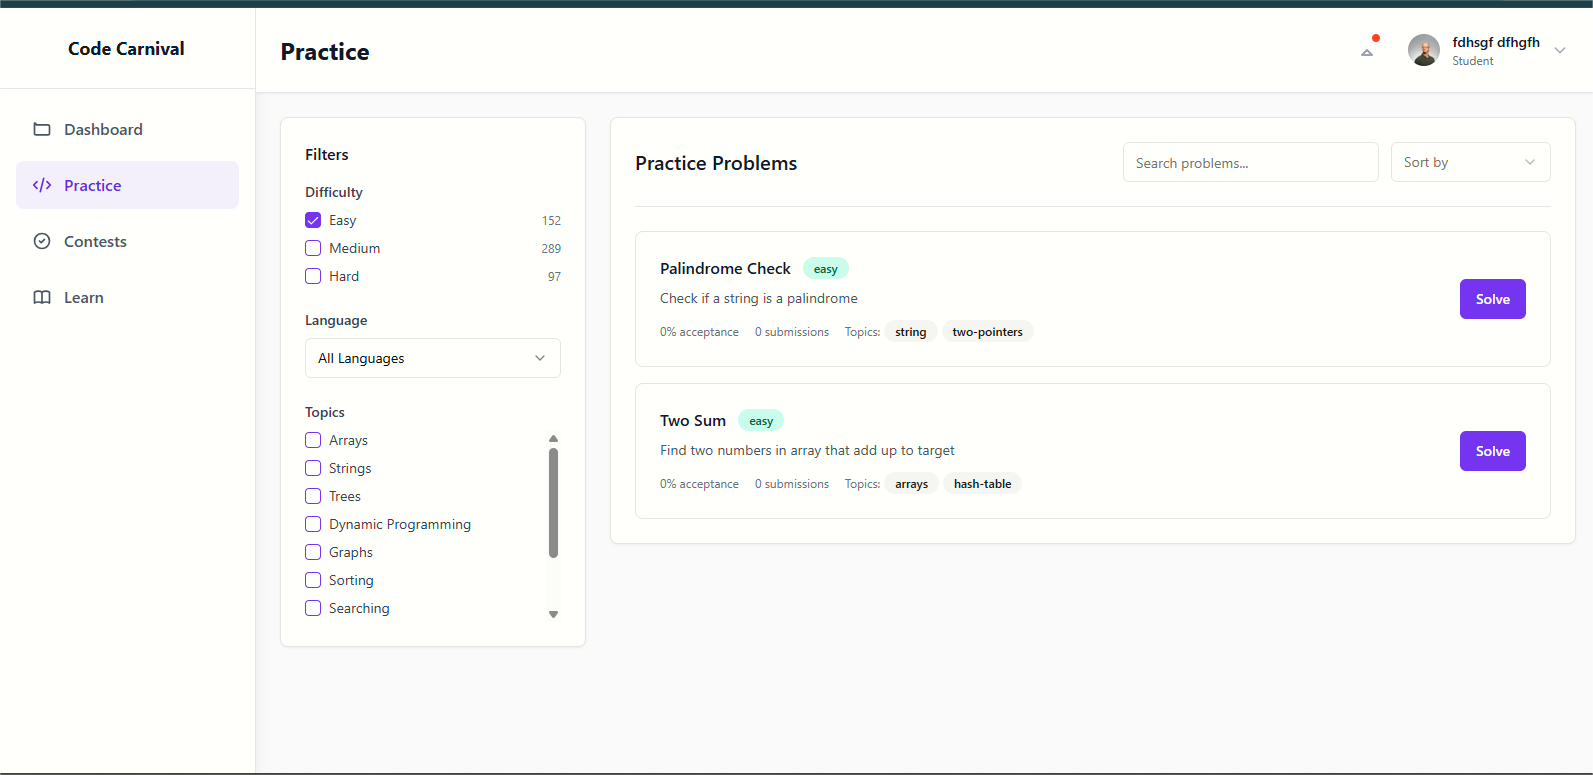 Code Carnival
Dashboard
Practice
Contests
Learn
Practice
fdhsgf dfhgfh
Student
Filters
Difficulty
Easy 152
Medium 289
Hard 97
Language
All Languages
Topics
Arrays
Strings
Trees
Dynamic Programming
Graphs
Sorting
Searching
Practice Problems
Search problems...
Sort by
Palindrome Check easy
Check if a string is a palindrome
0% acceptance 0 submissions Topics: string two-pointers
Solve
Two Sum easy
Find two numbers in array that add up to target
0% acceptance 0 submissions Topics: arrays hash-table
Solve